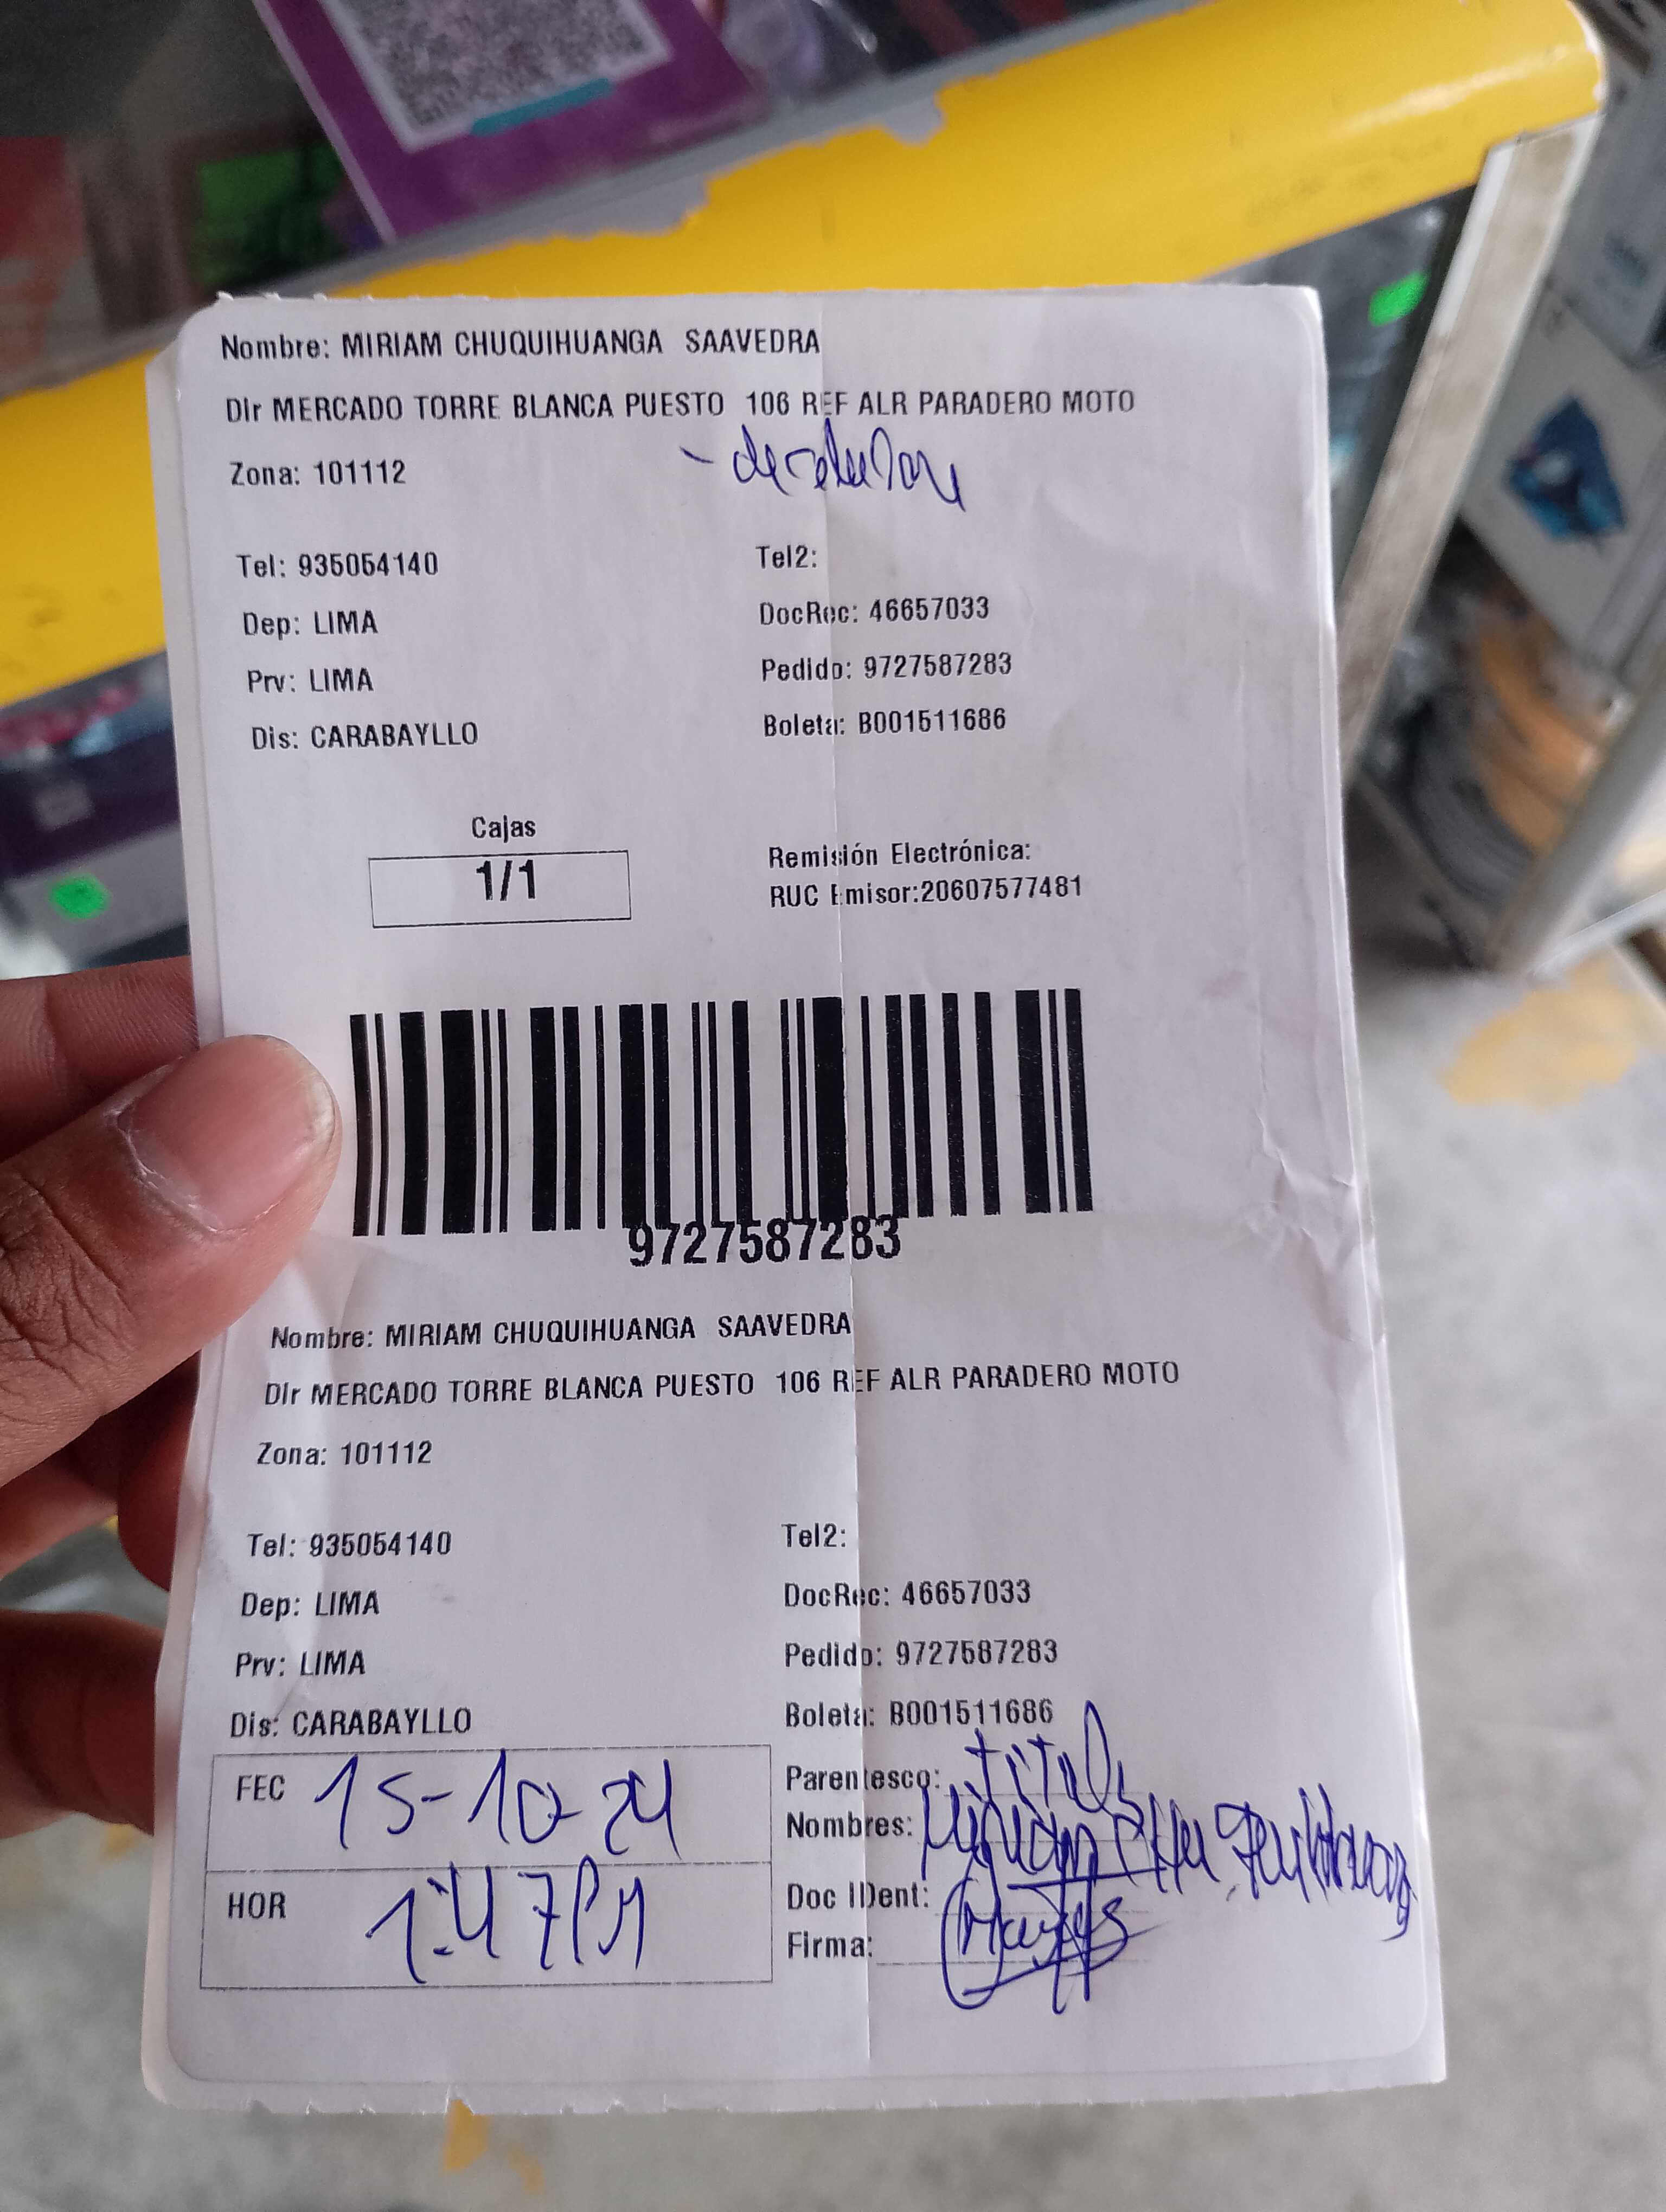 Nombre: MIRIAM CHUQUIHUANGA SAAVEDRA
Dir MERCADO TORRE BLANCA PUESTO 106 REF ALR PARADERO MOTO
Zona: 101112
Tel: 935054140 Tel2:
Dep: LIMA DocRec: 46657033
Prv: LIMA Pedido: 9727587283
Dis: CARABAYLLO Boleta: B001511686
Cajas
1/1
Remisión Electrónica:
RUC Emisor:20607577481
9727587283
Nombre: MIRIAM CHUQUIHUANGA SAAVEDRA
Dir MERCADO TORRE BLANCA PUESTO 106 REF ALR PARADERO MOTO
Zona: 101112
Tel: 935054140 Tel2:
Dep: LIMA DocRec: 46657033
Prv: LIMA Pedido: 9727587283
Dis: CARABAYLLO Boleta: B001511686
FEC 15-10-24
HOR 1:47PM
Parentesco:
Nombres: Miriam
Doc IDent:
Firma: